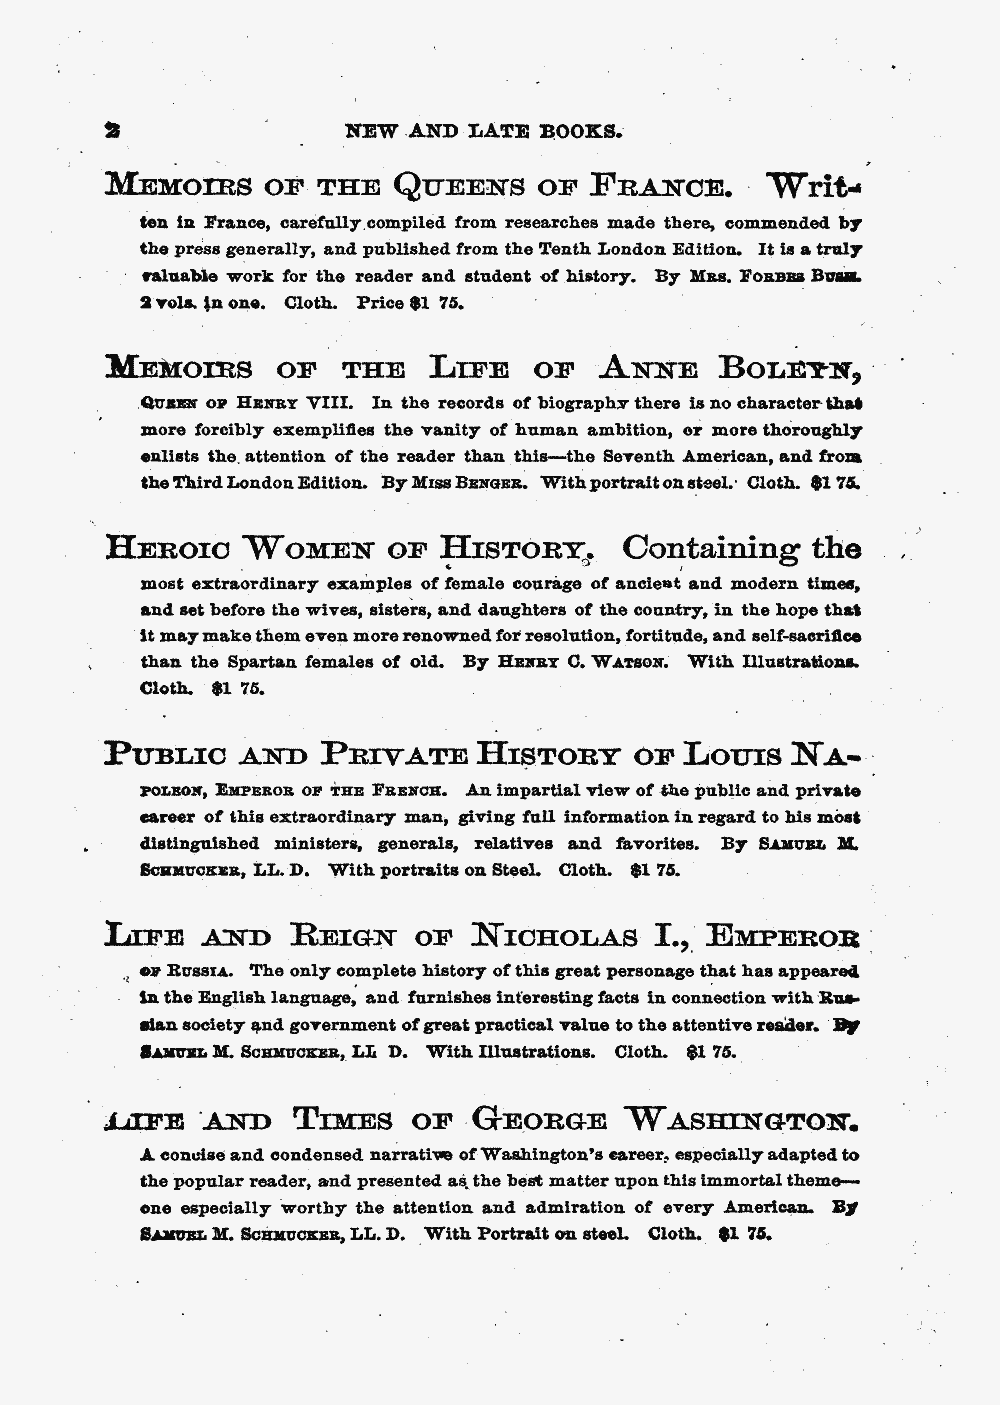 2 NEW AND LATE BOOKS.
MEMOIRS OF THE QUEENS OF FRANCE. Writ-
ten in France, carefully compiled from researches made there, commended by
the press generally, and published from the Tenth London Edition. It is a truly
valuable work for the reader and student of history. By MRS. FORBES BUSH.
2 vols. in one. Cloth. Price $1 75.
MEMOIRS OF THE LIFE OF ANNE BOLEYN,
QUEEN OF HENRY VIII. In the records of biography there is no character that
more forcibly exemplifies the vanity of human ambition, or more thoroughly
enlists the attention of the reader than this—the Seventh American, and from
the Third London Edition. By MISS BENGER. With portrait on steel. Cloth. $1 75.
HEROIC WOMEN OF HISTORY. Containing the
most extraordinary examples of female courage of ancient and modern times,
and set before the wives, sisters, and daughters of the country, in the hope that
it may make them even more renowned for resolution, fortitude, and self-sacrifice
than the Spartan females of old. By HENRY C. WATSON. With Illustrations.
Cloth. $1 75.
PUBLIC AND PRIVATE HISTORY OF LOUIS NA-
POLEON, EMPEROR OF THE FRENCH. An impartial view of the public and private
career of this extraordinary man, giving full information in regard to his most
distinguished ministers, generals, relatives and favorites. By SAMUEL M.
SCHMUCKER, LL. D. With portraits on Steel. Cloth. $1 75.
LIFE AND REIGN OF NICHOLAS I., EMPEROR
OF RUSSIA. The only complete history of this great personage that has appeared
in the English language, and furnishes interesting facts in connection with Rus-
sian society and government of great practical value to the attentive reader. By
SAMUEL M. SCHMUCKER, LL D. With Illustrations. Cloth. $1 75.
LIFE AND TIMES OF GEORGE WASHINGTON.
A concise and condensed narrative of Washington's career, especially adapted to
the popular reader, and presented as the best matter upon this immortal theme—
one especially worthy the attention and admiration of every American. By
SAMUEL M. SCHMUCKER, LL. D. With Portrait on steel. Cloth. $1 75.